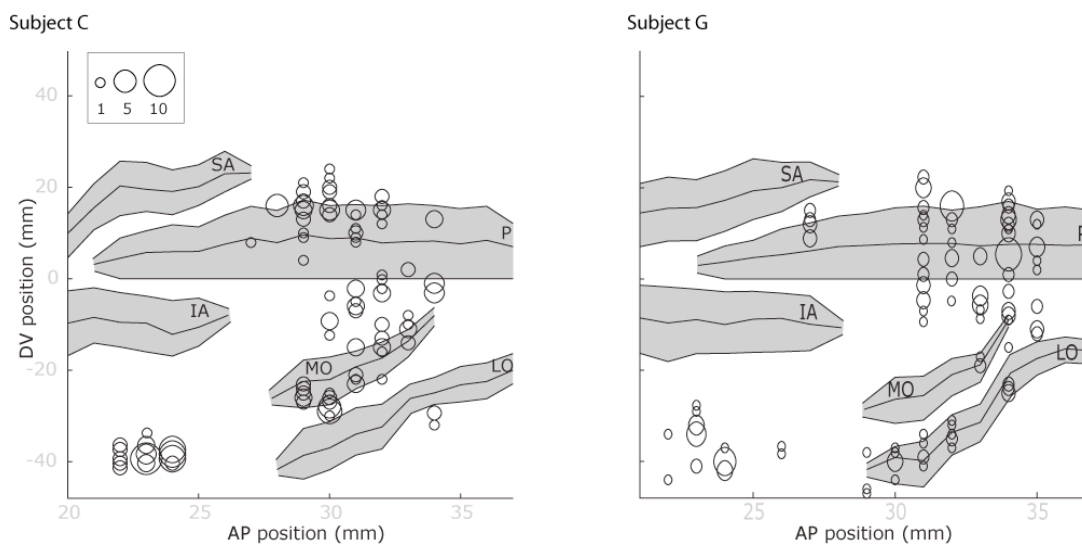 Subject C
Subject G
40
1 5 10
SA
SA
20
P
P
DV position (mm)
0
IA
IA
MO
LO
LO
-20
MO
-40
20 25 30 35
25 30 35
AP position (mm)
AP position (mm)